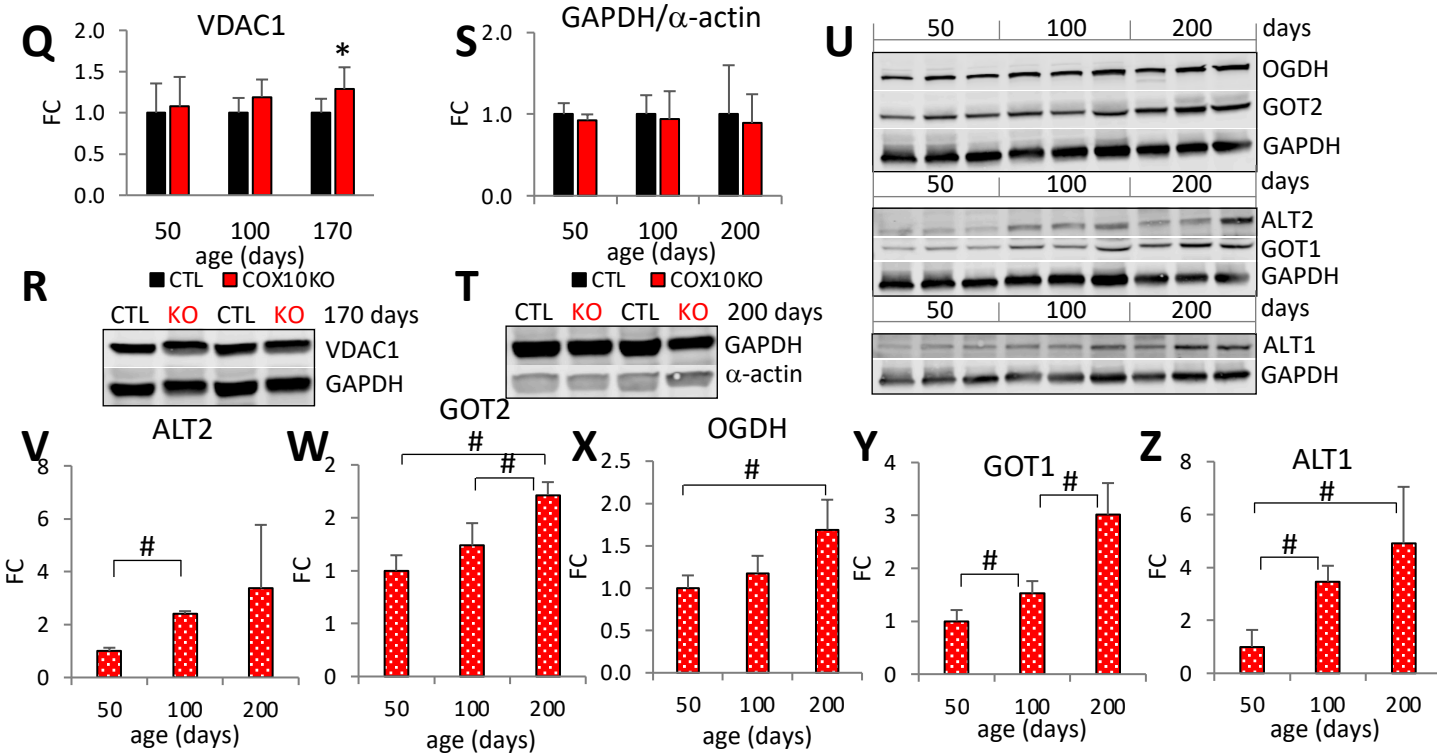 Q
VDAC1
FC
2.0
1.5
1.0
0.5
0.0
*
50 100 170
age (days)
CTL COX10KO
S
GAPDH/α-actin
FC
2.0
1.0
0.0
50 100 200
age (days)
CTL COX10KO
U
50 100 200 days
OGDH
GOT2
GAPDH
50 100 200 days
ALT2
GOT1
GAPDH
50 100 200 days
ALT1
GAPDH
R
CTL KO CTL KO 170 days
VDAC1
GAPDH
T
CTL KO CTL KO 200 days
GAPDH
α-actin
V
ALT2
FC
8
6
4
2
0
#
50 100 200
age (days)
W
GOT2
FC
2
2
1
1
0
#
#
50 100 200
age (days)
X
OGDH
FC
2.5
2.0
1.5
1.0
0.5
0.0
#
50 100 200
age (days)
Y
GOT1
FC
4
3
2
1
0
#
#
50 100 200
age (days)
Z
ALT1
FC
8
6
4
2
0
#
#
50 100 200
age (days)